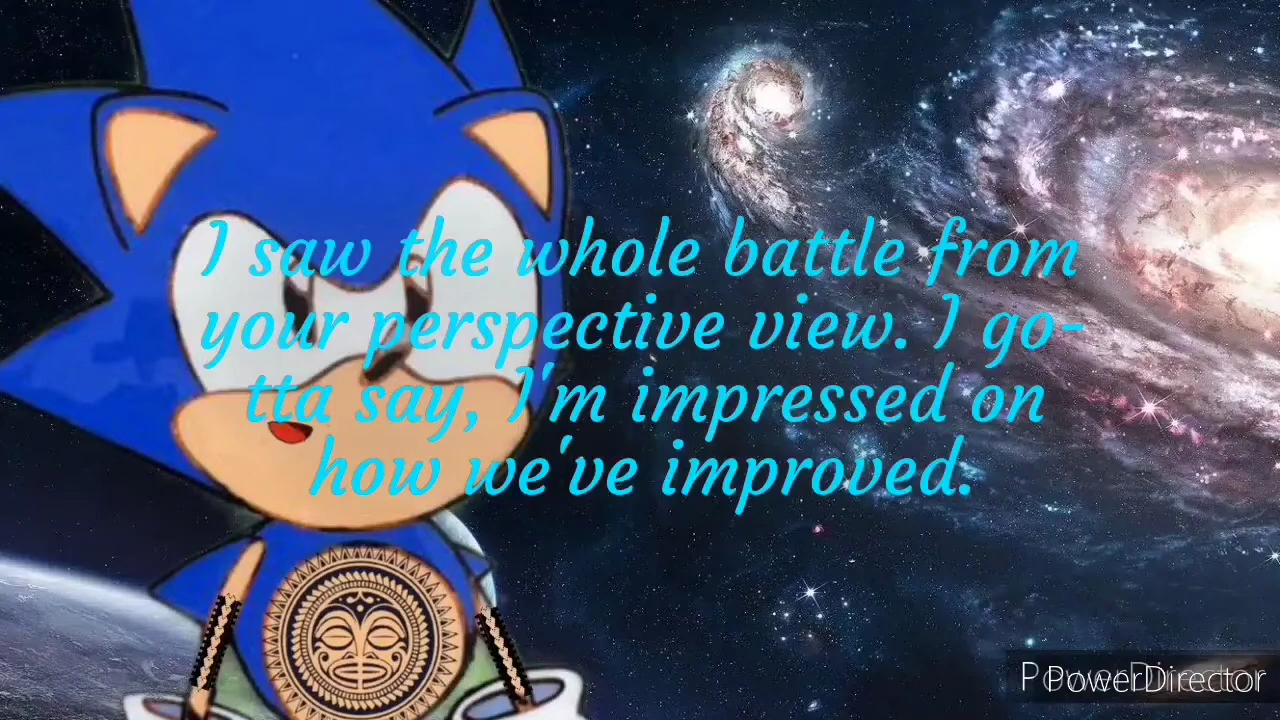 I saw the whole battle from
your perspective view. I go-
tta say, I'm impressed on
how we've improved.
PowerDirector